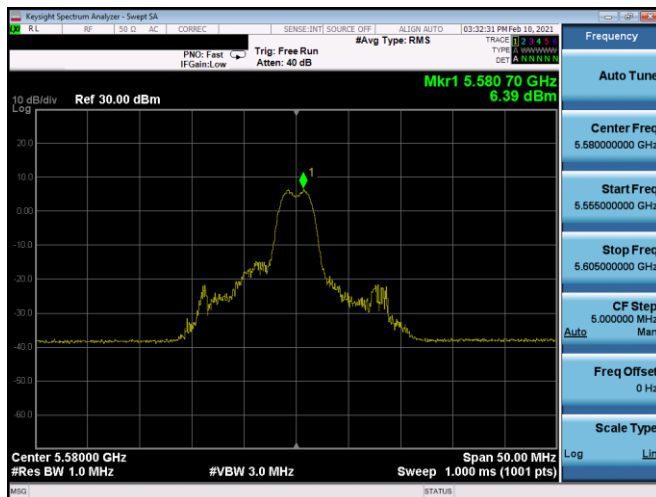 Keysight Spectrum Analyzer - Swept SA
RL RF 50 Ω AC CORREC SENSE:INT SOURCE OFF ALIGN AUTO 03:32:31 PM Feb 10, 2021
#Avg Type: RMS TRACE 1 2 3 4 5 6
PNO: Fast Trig: Free Run TYPE A WWWWW
IFGain:Low Atten: 40 dB DET A N N N N N
Mkr1 5.580 70 GHz
10 dB/div Ref 30.00 dBm 6.39 dBm
Log
20.0
10.0
1
0.00
-10.0
-20.0
-30.0
-40.0
-50.0
-60.0
Center 5.58000 GHz Span 50.00 MHz
#Res BW 1.0 MHz #VBW 3.0 MHz Sweep 1.000 ms (1001 pts)
MSG STATUS
Frequency
Auto Tune
Center Freq
5.580000000 GHz
Start Freq
5.555000000 GHz
Stop Freq
5.605000000 GHz
CF Step
5.000000 MHz
Auto Man
Freq Offset
0 Hz
Scale Type
Log Lin